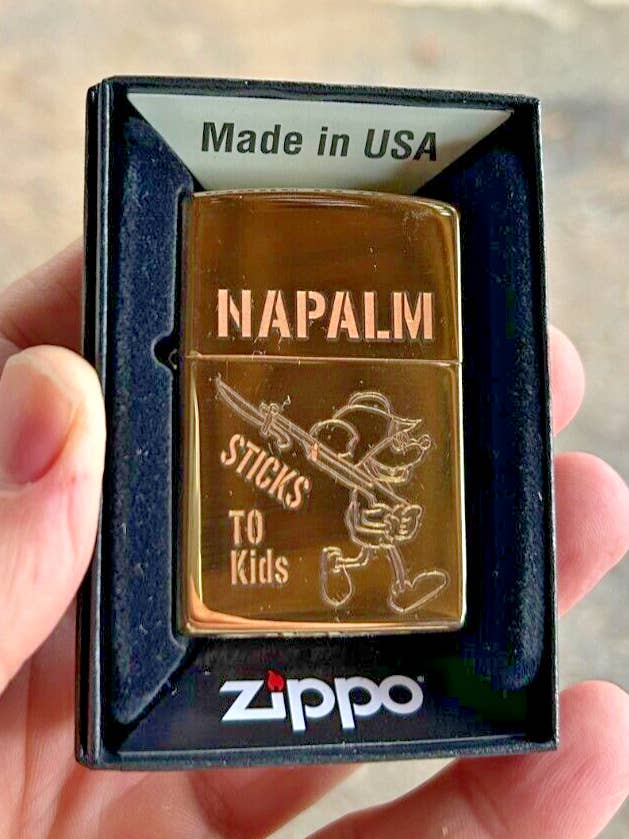 Made in USA
NAPALM
STICKS
TO
Kids
zippo